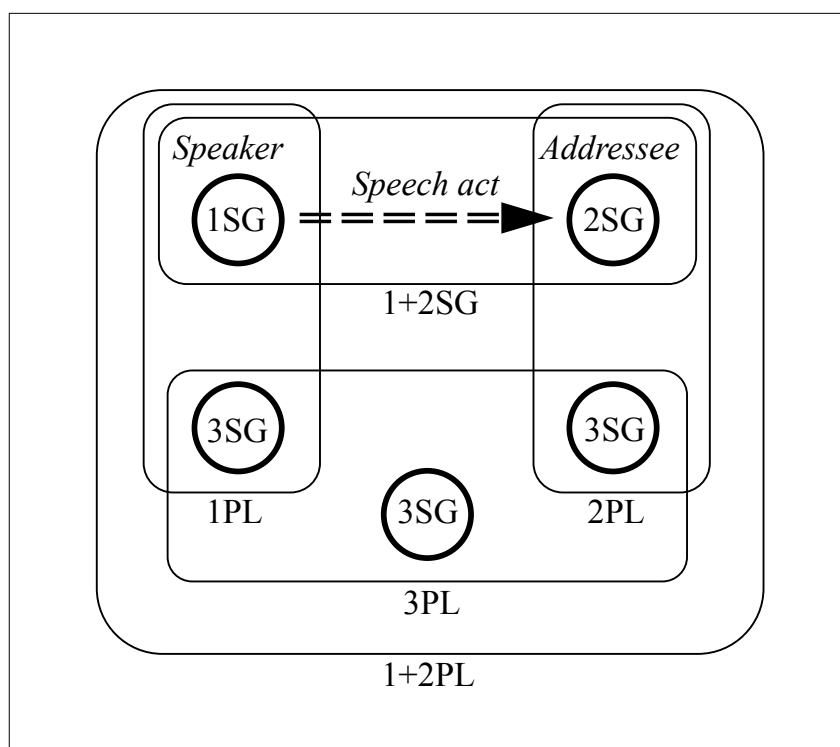 Speaker
Addressee
Speech act
1SG
2SG
1+2SG
3SG
3SG
1PL
3SG
2PL
3PL
1+2PL